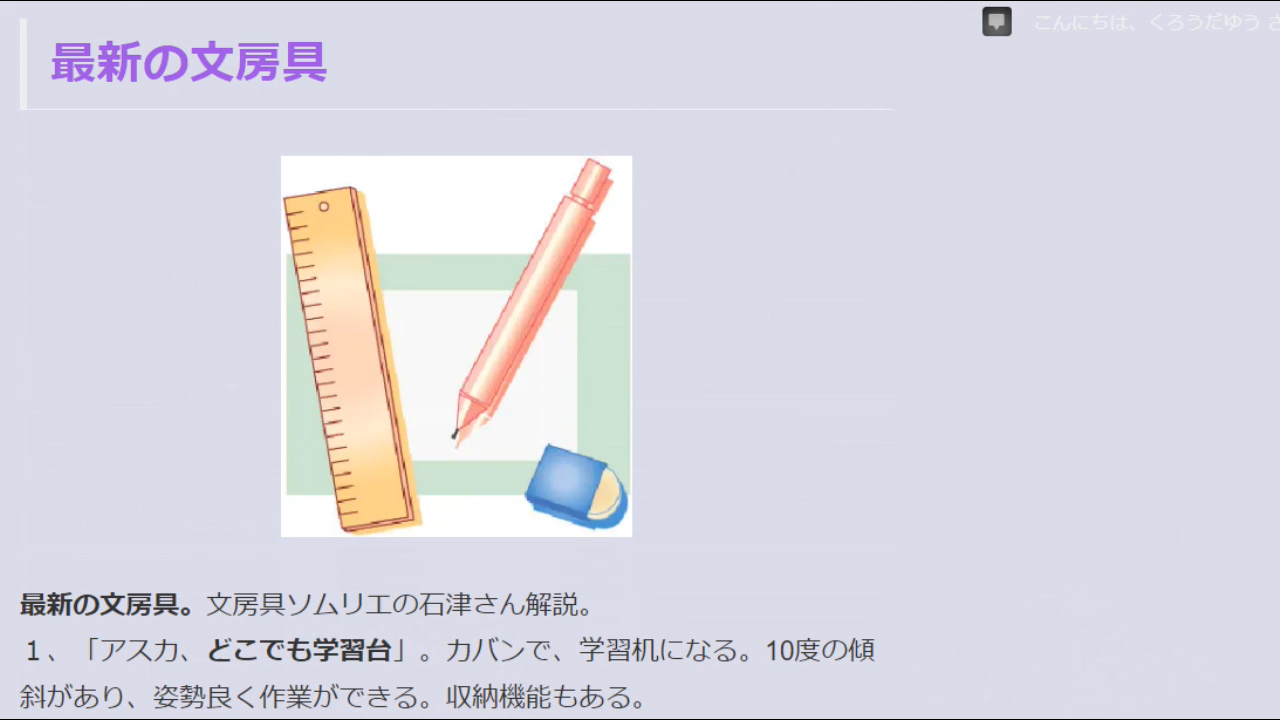 最新の文房具
こんにちは、くろうだゆう さ
最新の文房具。文房具ソムリエの石津さん解説。
１、「アスカ、どこでも学習台」。カバンで、学習机になる。10度の傾
斜があり、姿勢良く作業ができる。収納機能もある。